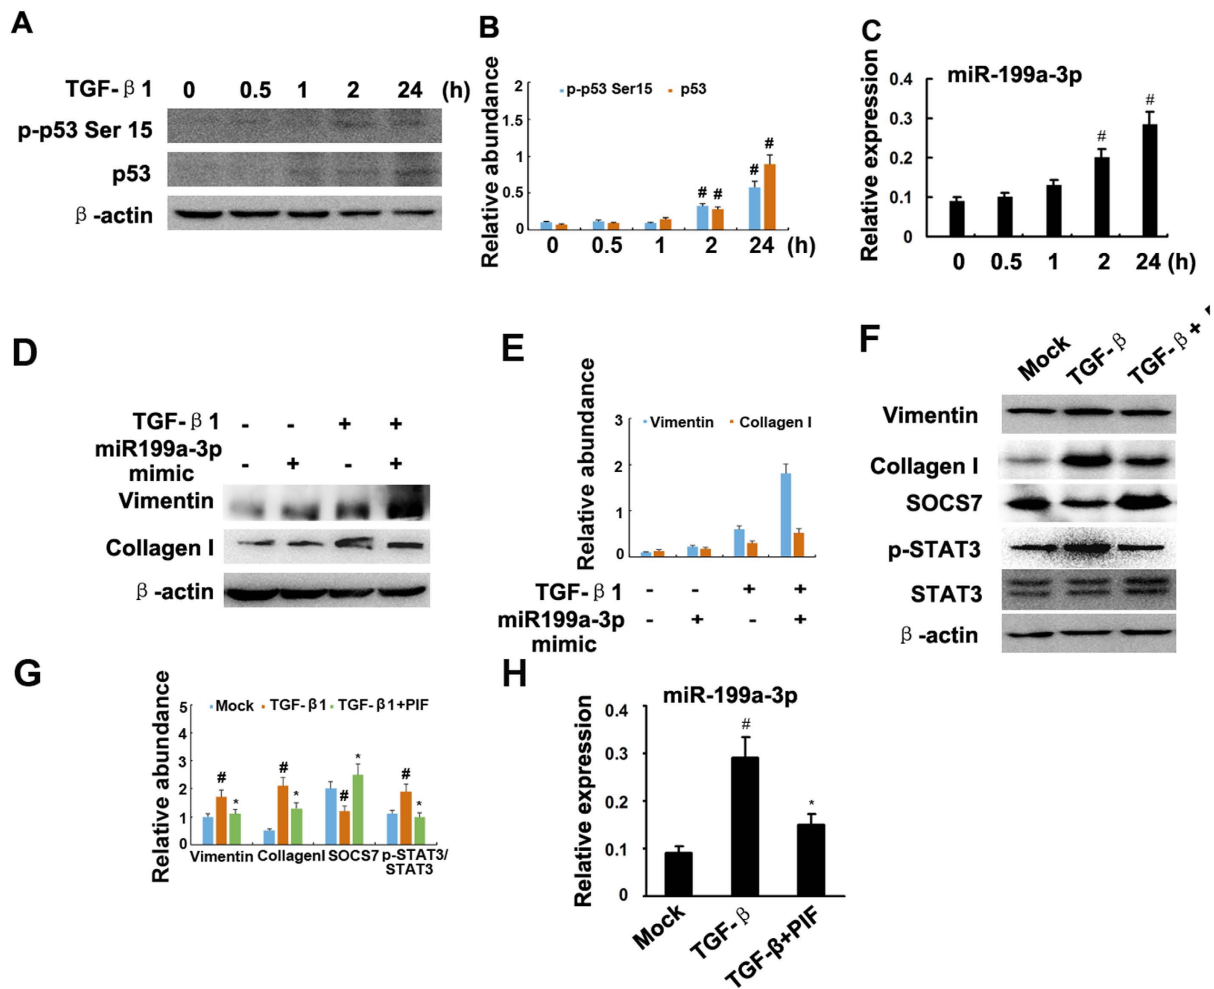 A
TGF-β1 0 0.5 1 2 24 (h)
p-p53 Ser 15
p53
β-actin
B
Relative abundance
2
1.5
1
0.5
0
p-p53 Ser15 p53
# # # #
0 0.5 1 2 24 (h)
C
Relative expression
miR-199a-3p
0.4
0.3
0.2
0.1
0
# #
0 0.5 1 2 24 (h)
D
TGF-β1 - - + +
miR199a-3p
mimic - + - +
Vimentin
Collagen I
β-actin
E
Relative abundance
3
2
1
0
Vimentin Collagen I
TGF-β1 - - + +
miR199a-3p
mimic - + - +
F
Mock TGF-β TGF-β+
Vimentin
Collagen I
SOCS7
p-STAT3
STAT3
β-actin
G
Relative abundance
5
4
3
2
1
0
Mock TGF-β1 TGF-β1+PIF
# * # * # * # *
Vimentin CollagenI SOCS7 p-STAT3/
STAT3
H
Relative expression
miR-199a-3p
0.4
0.3
0.2
0.1
0
# *
Mock TGF-β TGF-β+PIF